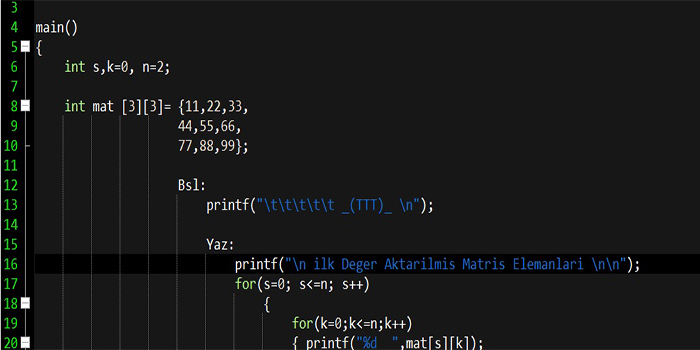 3
4 main()
5 {
6 int s,k=0, n=2;
7
8 int mat [3][3]= {11,22,33,
9 44,55,66,
10 77,88,99};
11
12 Bsl:
13 printf("\t\t\t\t\t _(TTT)_ \n");
14
15 Yaz:
16 printf("\n ilk Deger Aktarilmis Matris Elemanlari \n\n");
17 for(s=0; s<=n; s++)
18 {
19 for(k=0;k<=n;k++)
20 { printf("%d  ",mat[s][k]);